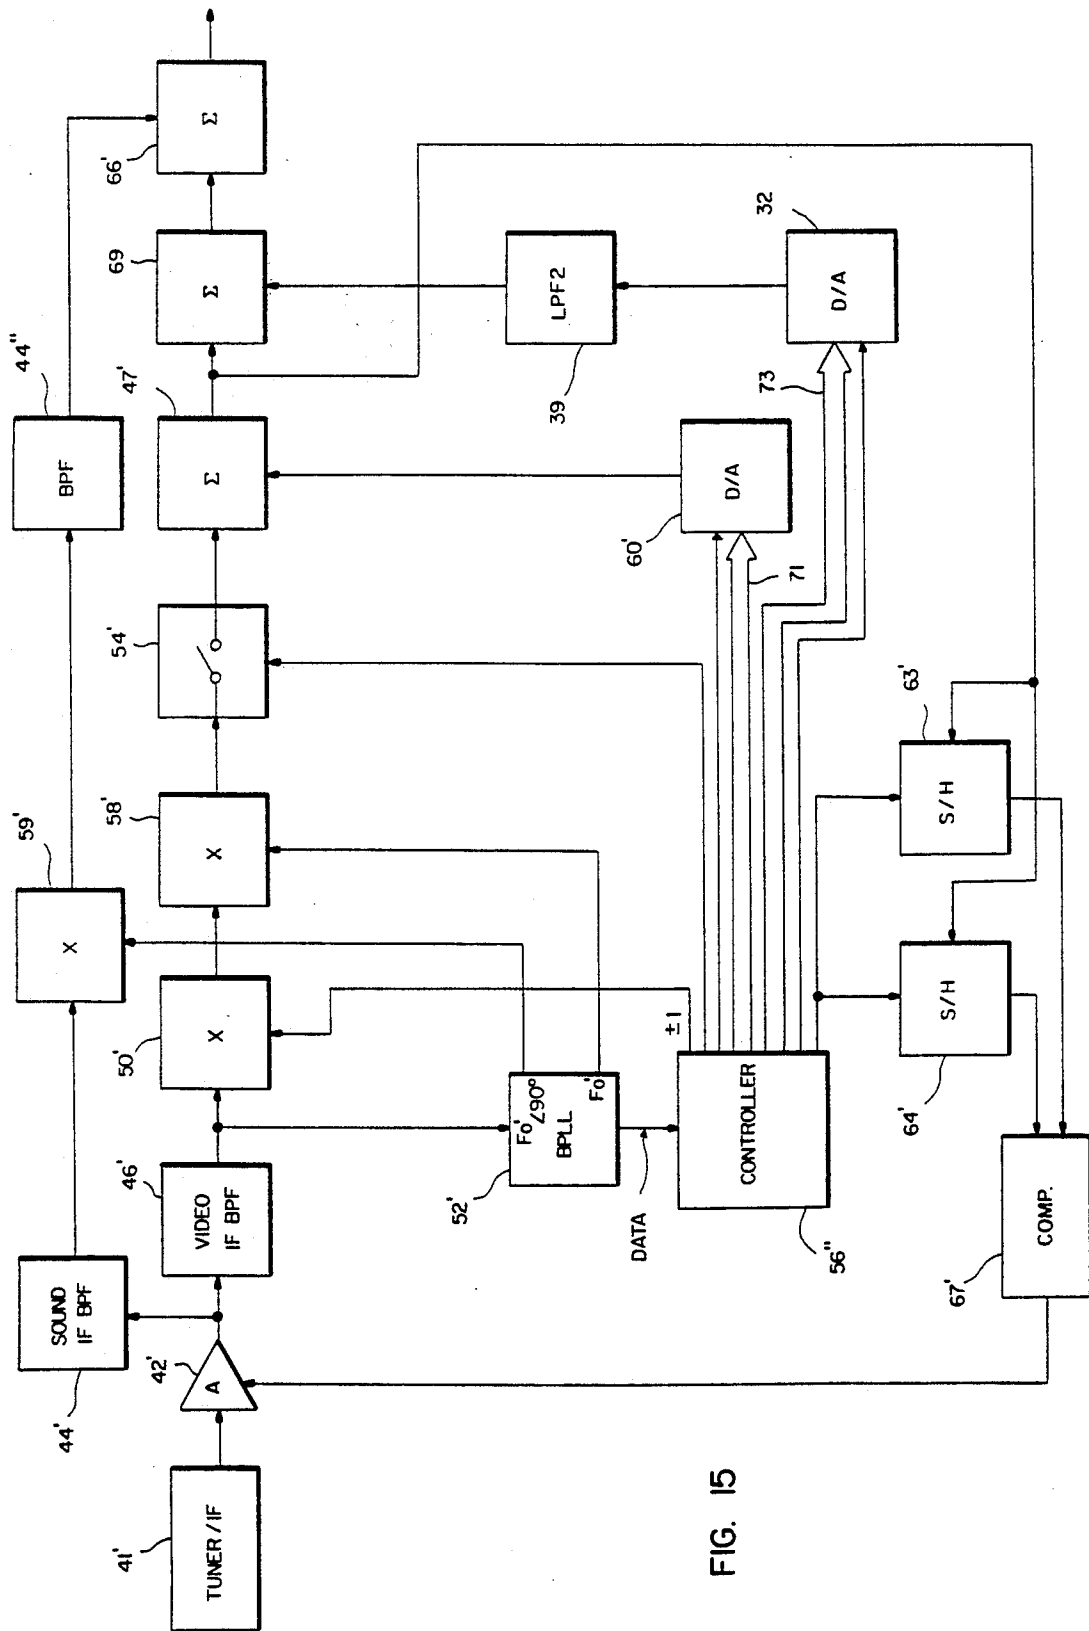 41'
TUNER/IF
42'
A
44'
SOUND
IF BPF
46'
VIDEO
IF BPF
50'
X
59'
X
58'
X
54'
44"
BPF
47'
Σ
69
Σ
66'
Σ
52'
Fo'
∠90°
BPLL
Fo'
DATA
CONTROLLER
56"
±1
60'
D/A
71
39
LPF2
73
32
D/A
64'
S/H
63'
S/H
67'
COMP.
FIG. 15